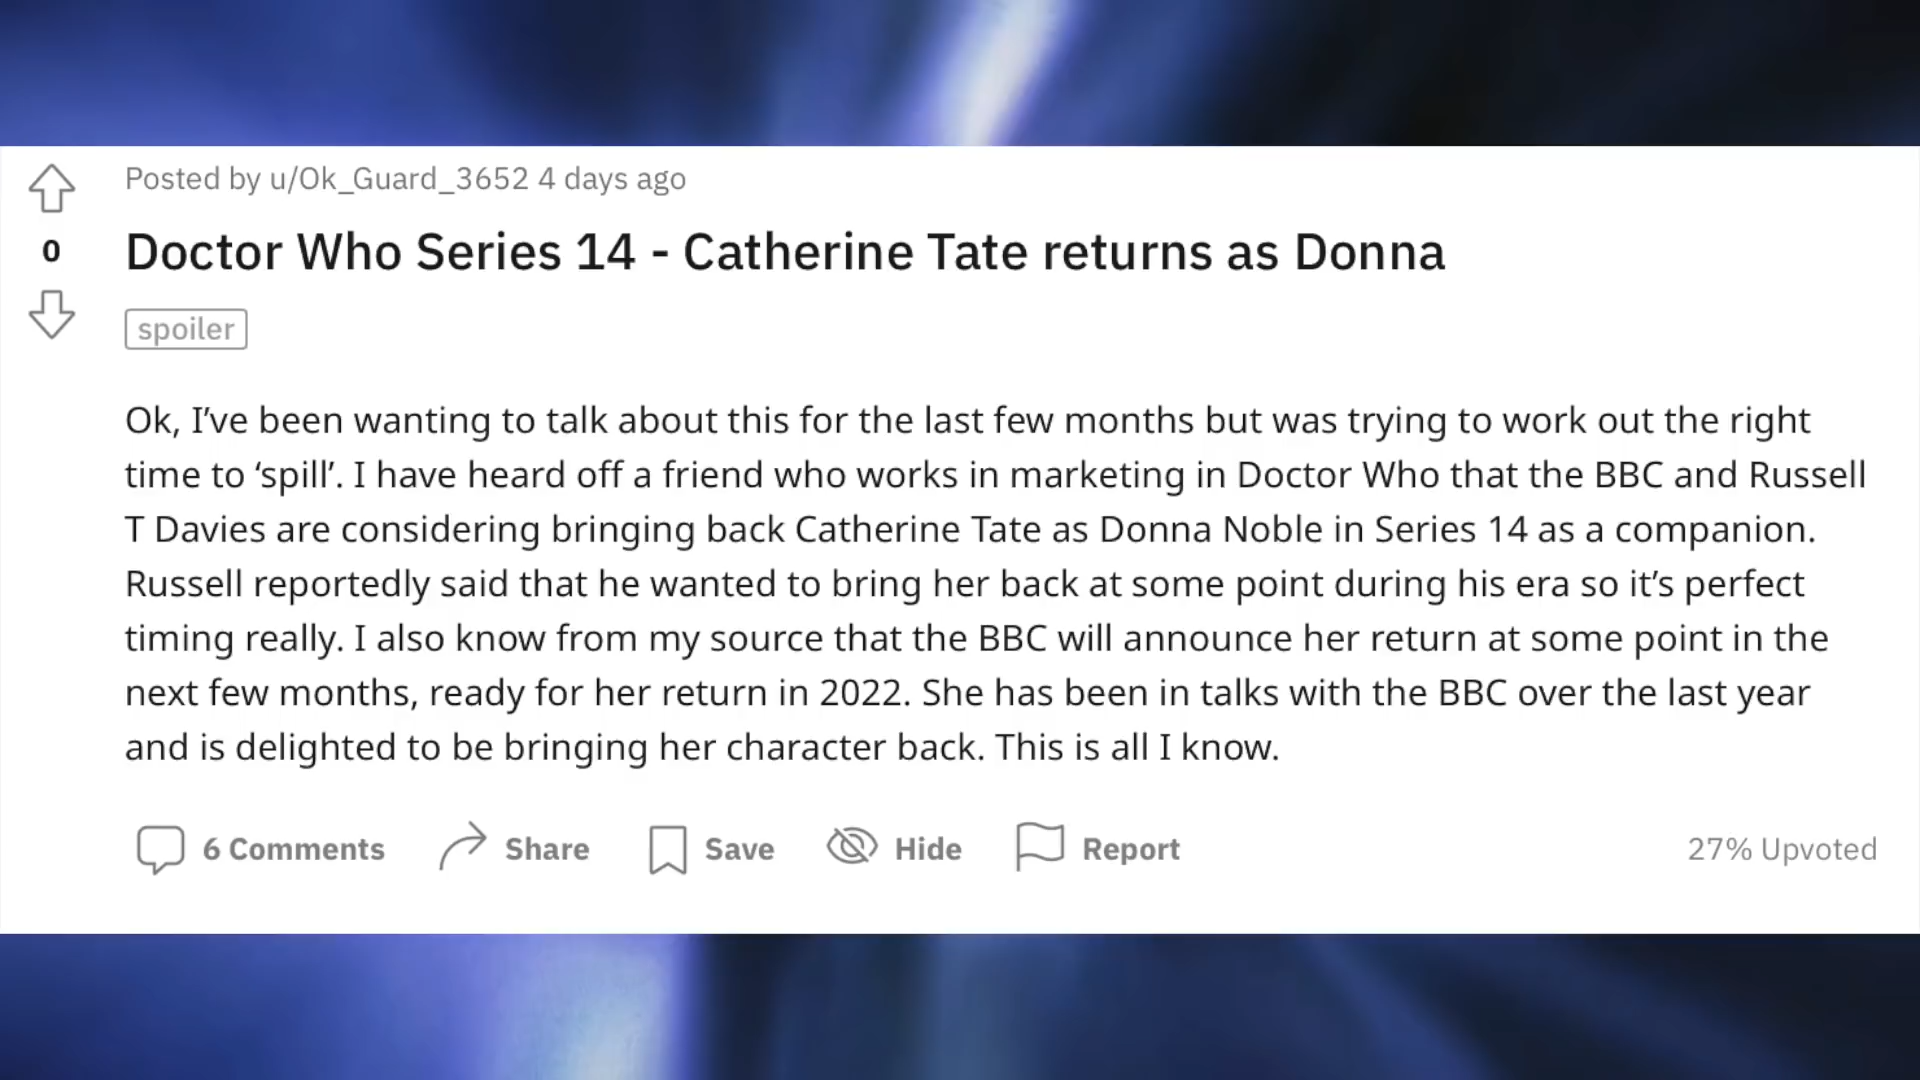 Posted by u/Ok_Guard_3652 4 days ago
0
Doctor Who Series 14 - Catherine Tate returns as Donna
spoiler
Ok, I’ve been wanting to talk about this for the last few months but was trying to work out the right
time to ‘spill’. I have heard off a friend who works in marketing in Doctor Who that the BBC and Russell
T Davies are considering bringing back Catherine Tate as Donna Noble in Series 14 as a companion.
Russell reportedly said that he wanted to bring her back at some point during his era so it’s perfect
timing really. I also know from my source that the BBC will announce her return at some point in the
next few months, ready for her return in 2022. She has been in talks with the BBC over the last year
and is delighted to be bringing her character back. This is all I know.
6 Comments Share Save Hide Report 27% Upvoted